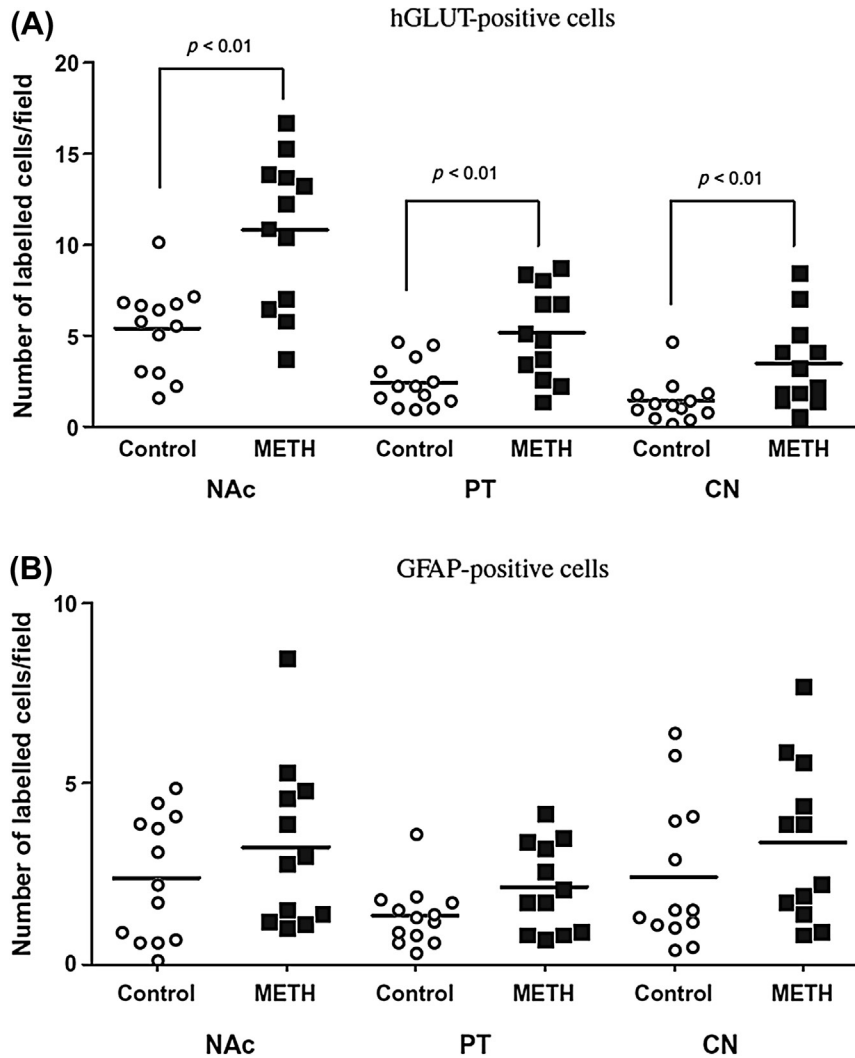 (A)
hGLUT-positive cells
Number of labelled cells/field
20
15
10
5
0
p < 0.01
p < 0.01
p < 0.01
Control METH Control METH Control METH
NAc PT CN
(B)
GFAP-positive cells
Number of labelled cells/field
10
5
0
Control METH Control METH Control METH
NAc PT CN